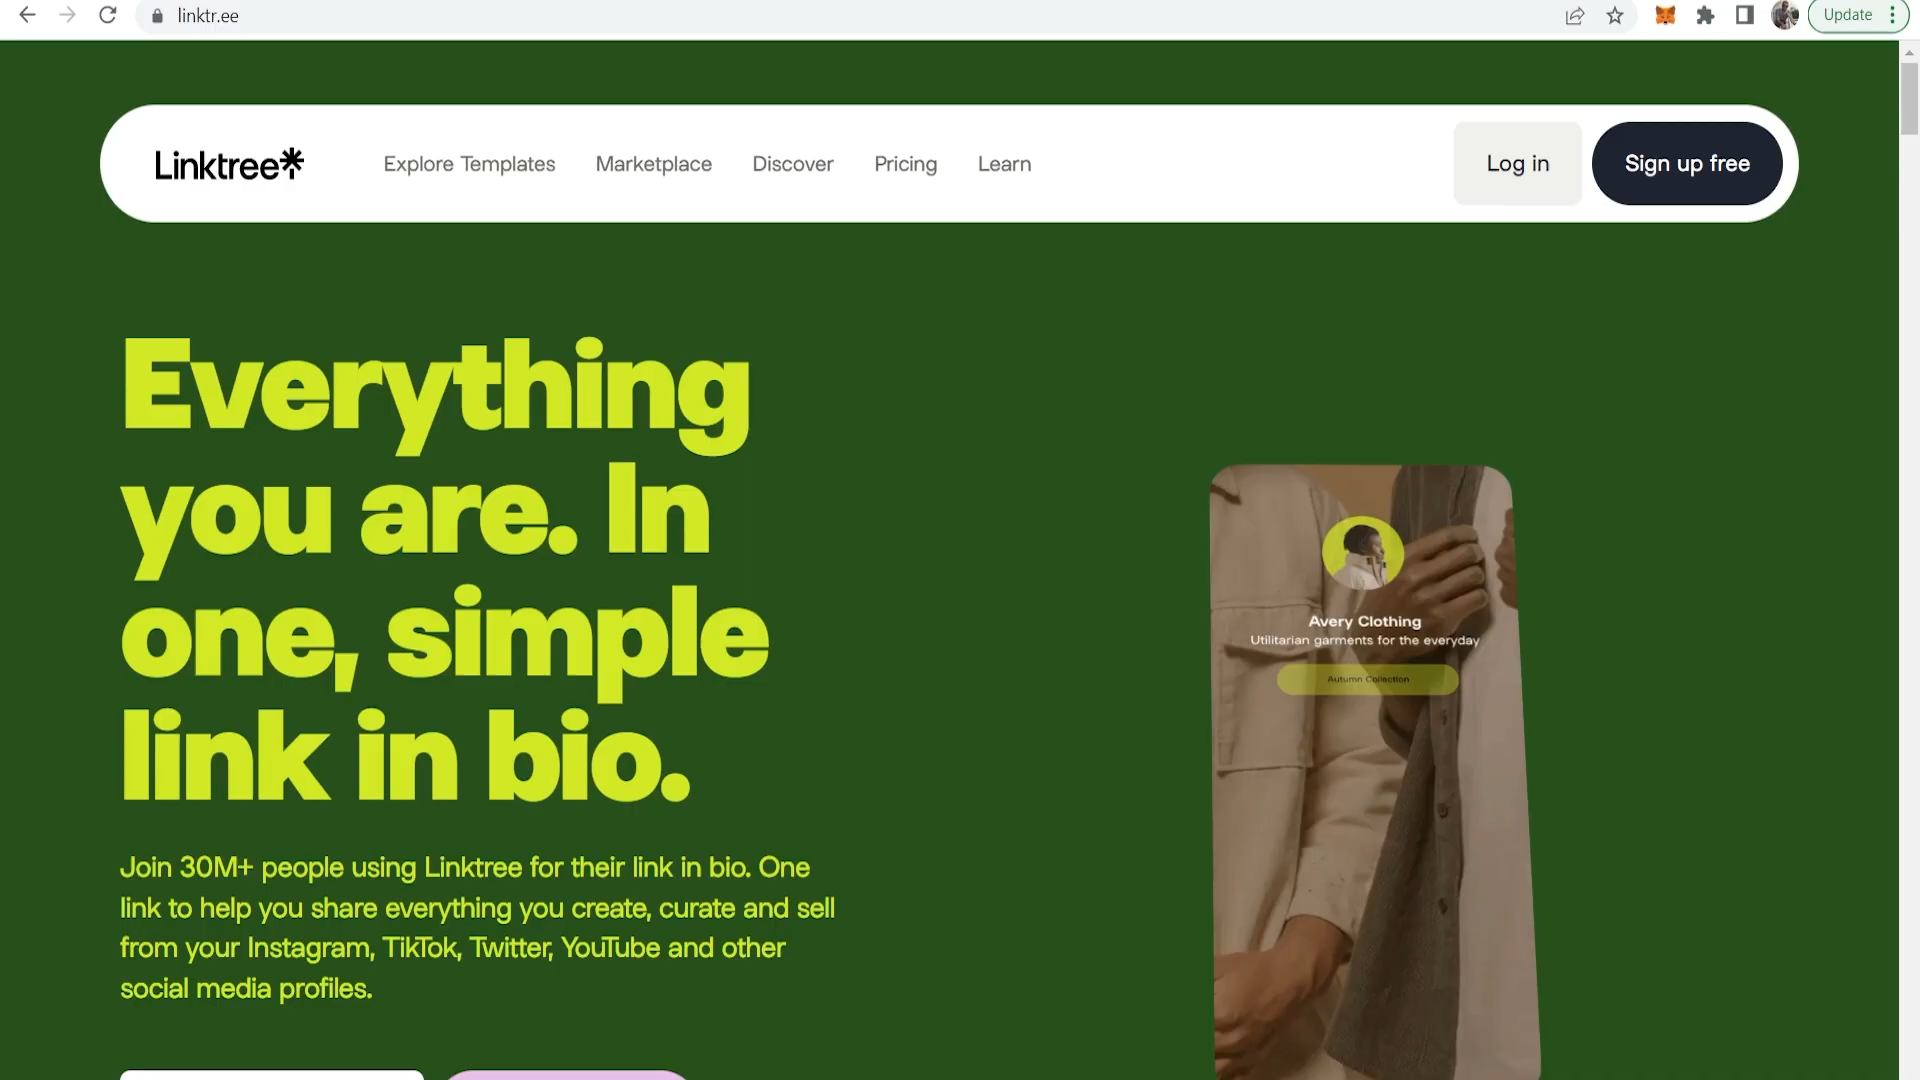 linktr.ee
Update
Linktree*
Explore Templates
Marketplace
Discover
Pricing
Learn
Log in
Sign up free
Everything
you are. In
one, simple
link in bio.
Join 30M+ people using Linktree for their link in bio. One
link to help you share everything you create, curate and sell
from your Instagram, TikTok, Twitter, YouTube and other
social media profiles.
Avery Clothing
Utilitarian garments for the everyday
Autumn Collection